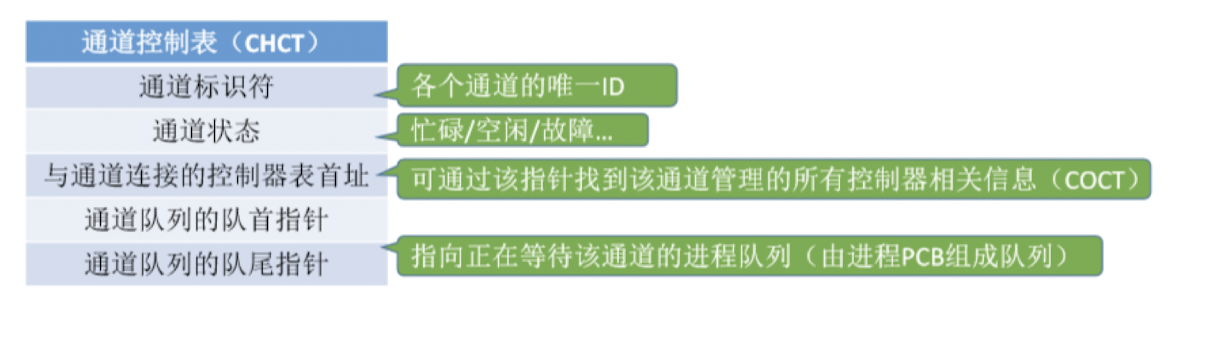 通道控制表（CHCT）
通道标识符
各个通道的唯一ID
通道状态
忙碌/空闲/故障...
与通道连接的控制器表首址
可通过该指针找到该通道管理的所有控制器相关信息（COCT）
通道队列的队首指针
通道队列的队尾指针
指向正在等待该通道的进程队列（由进程PCB组成队列）